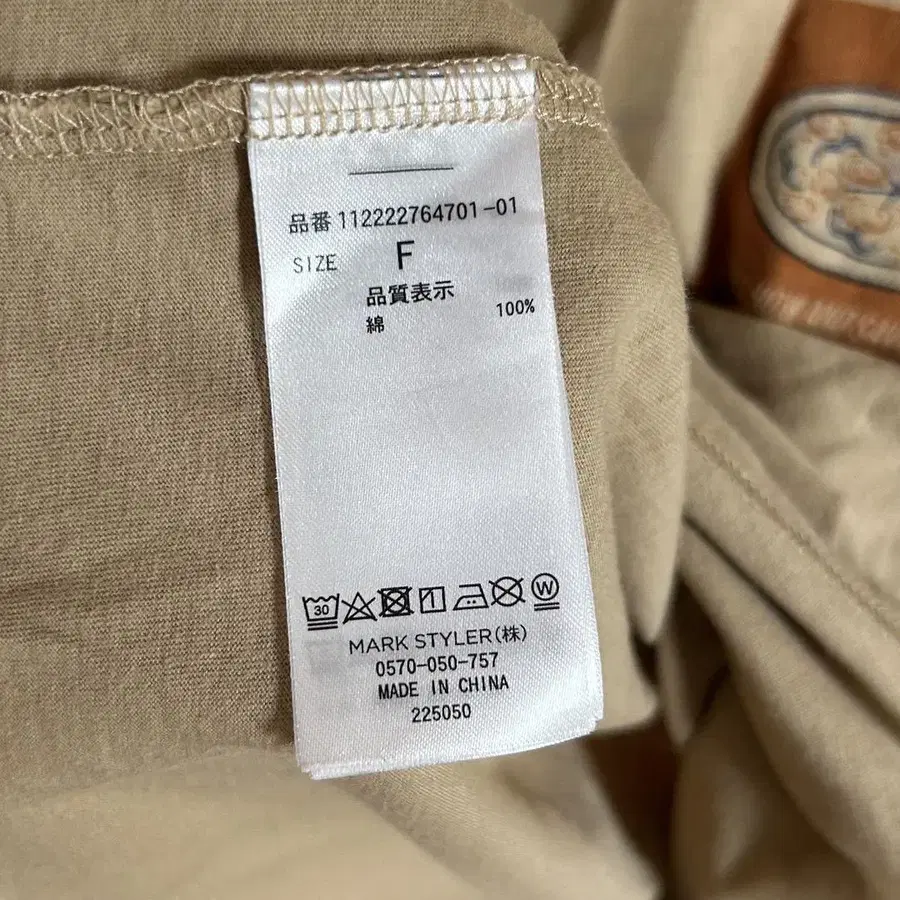 品番 112222764701-01
SIZE F
品質表示
綿 100%
30 W
MARK STYLER(株)
0570-050-757
MADE IN CHINA
225050